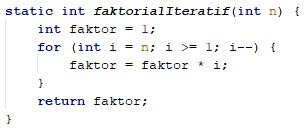 static int faktorialIteratif(int n) {
    int faktor = 1;
    for (int i = n; i >= 1; i--) {
        faktor = faktor * i;
    }
    return faktor;
}